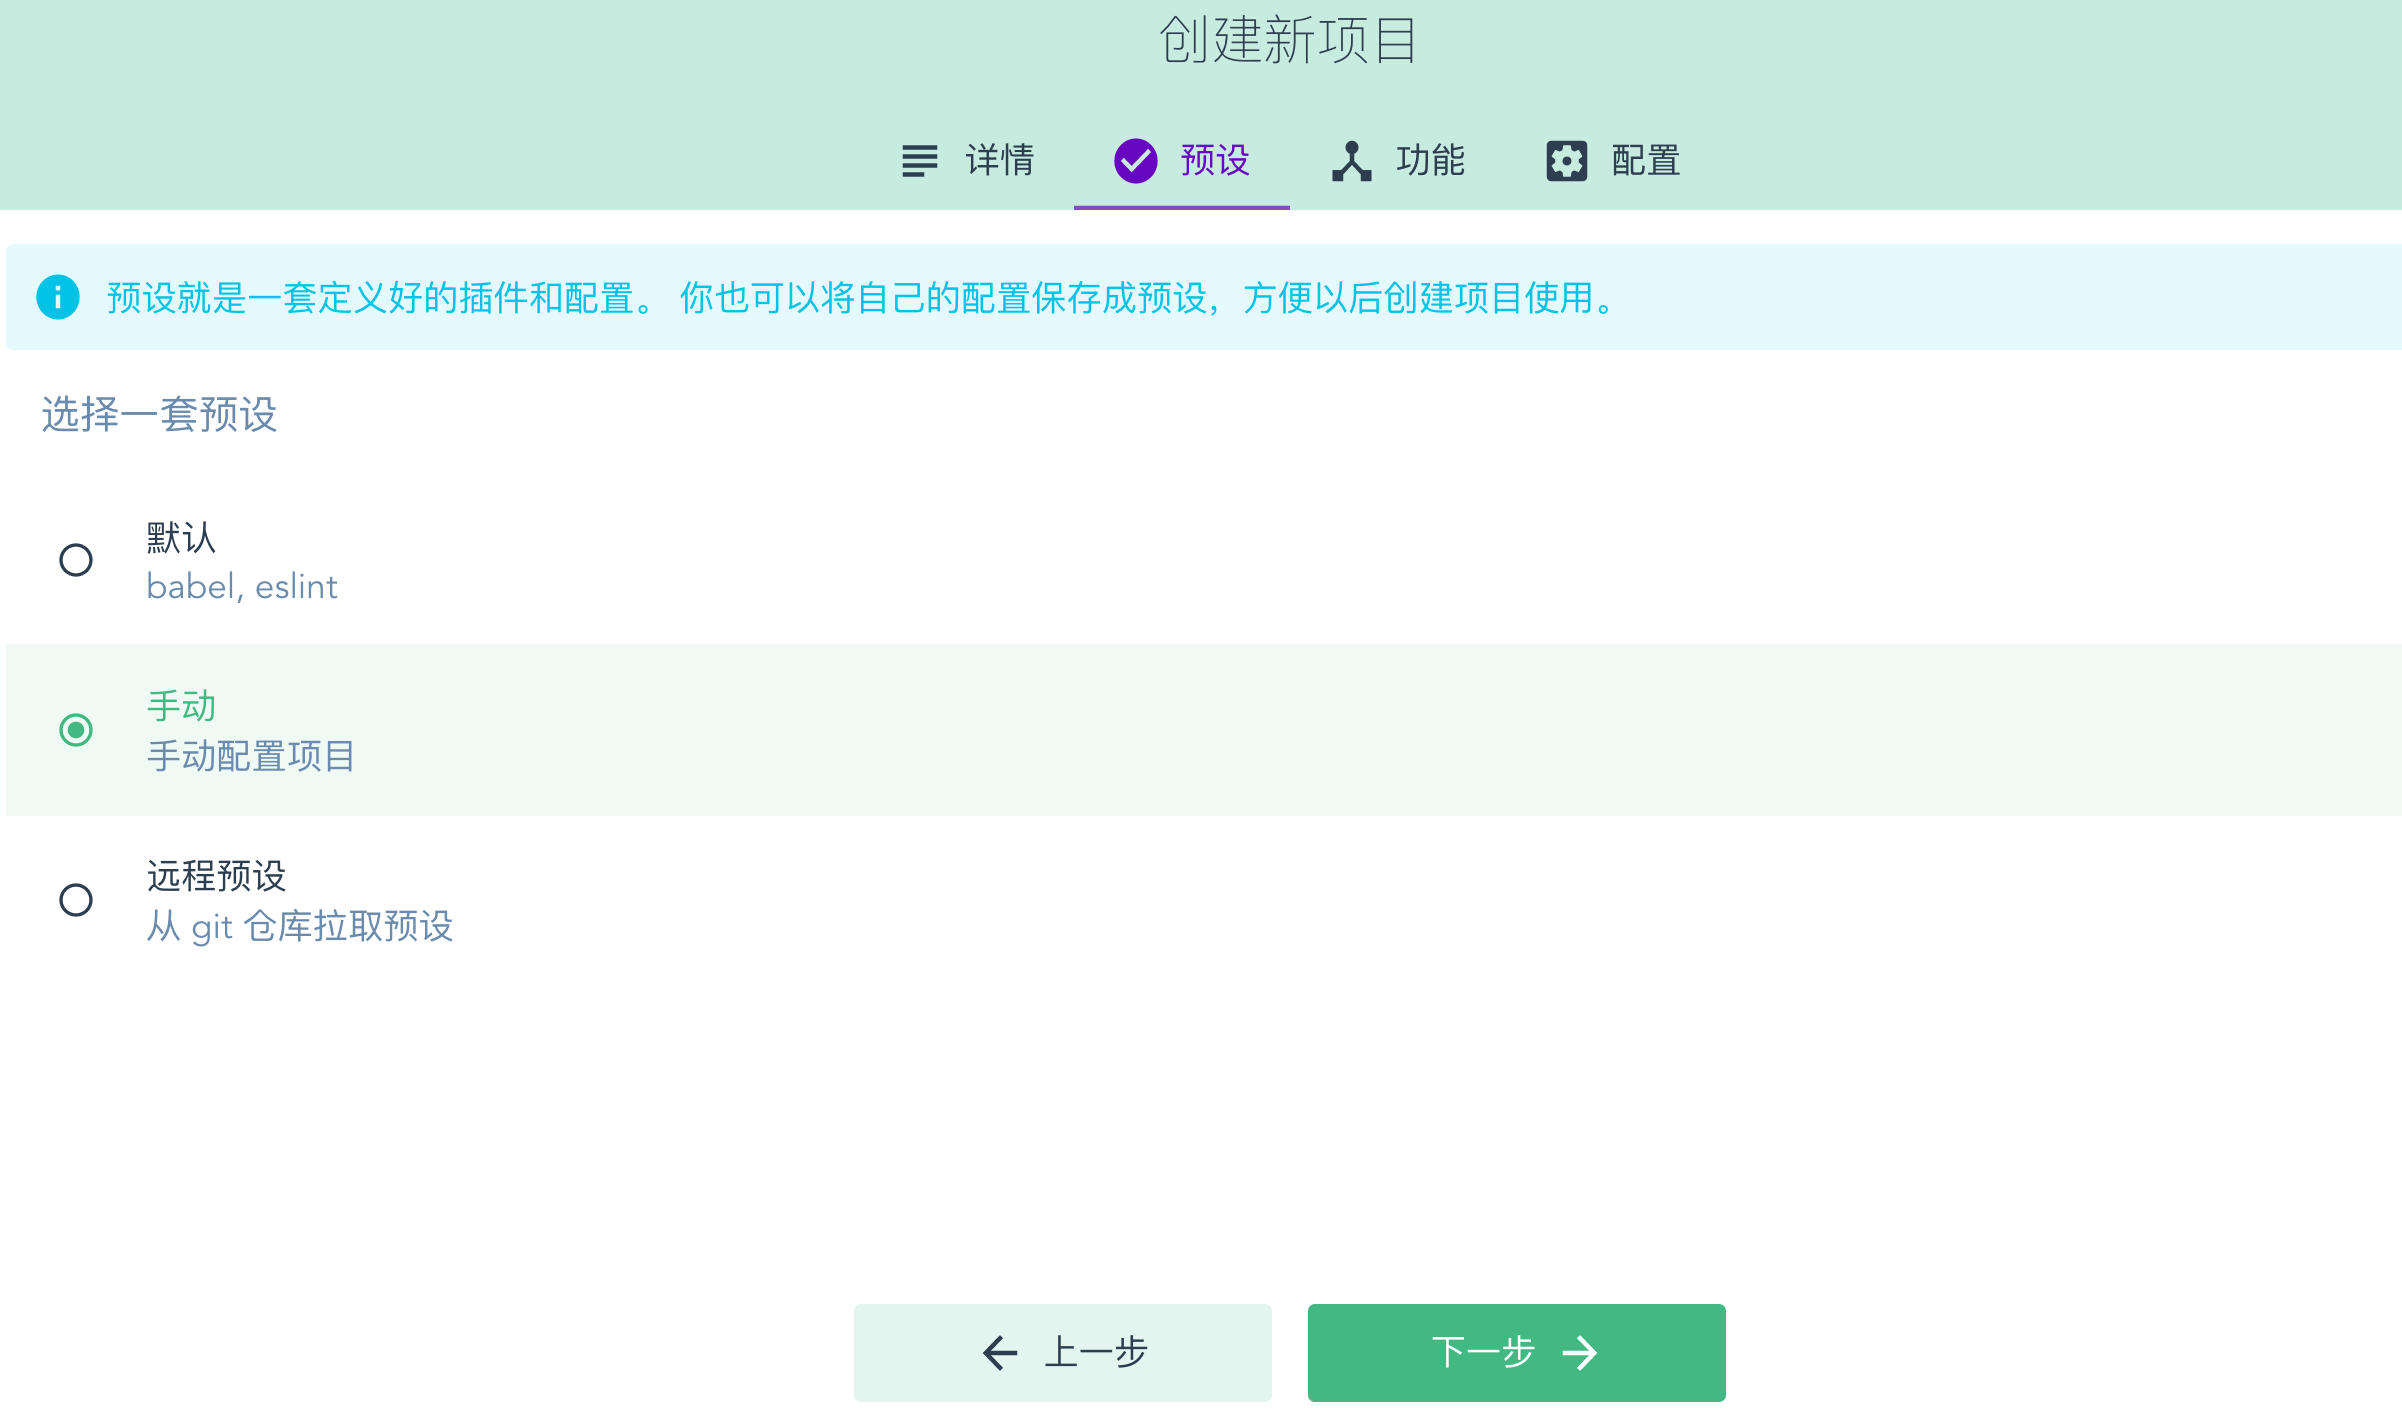 创建新项目
详情 预设 功能 配置
预设就是一套定义好的插件和配置。 你也可以将自己的配置保存成预设，方便以后创建项目使用。
选择一套预设
默认
babel, eslint
手动
手动配置项目
远程预设
从 git 仓库拉取预设
上一步 下一步